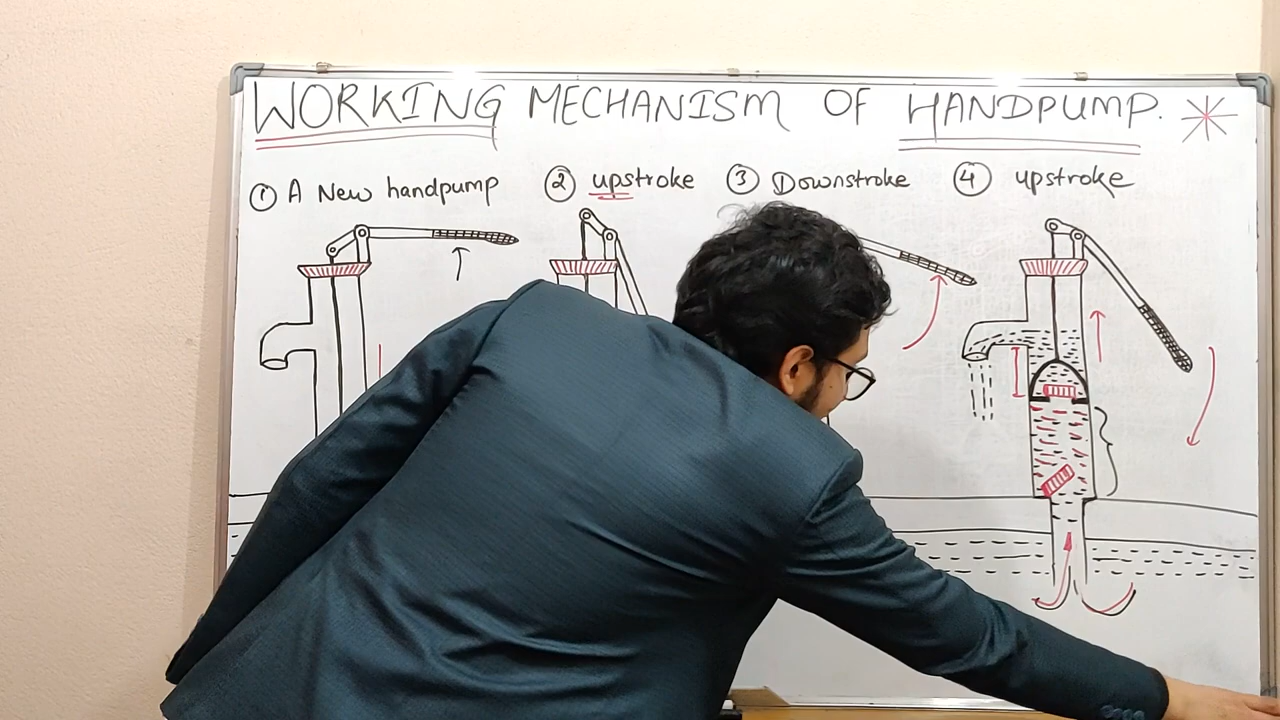 WORKING MECHANISM OF HANDPUMP.
① A New handpump
② upstroke
③ Downstroke
④ upstroke